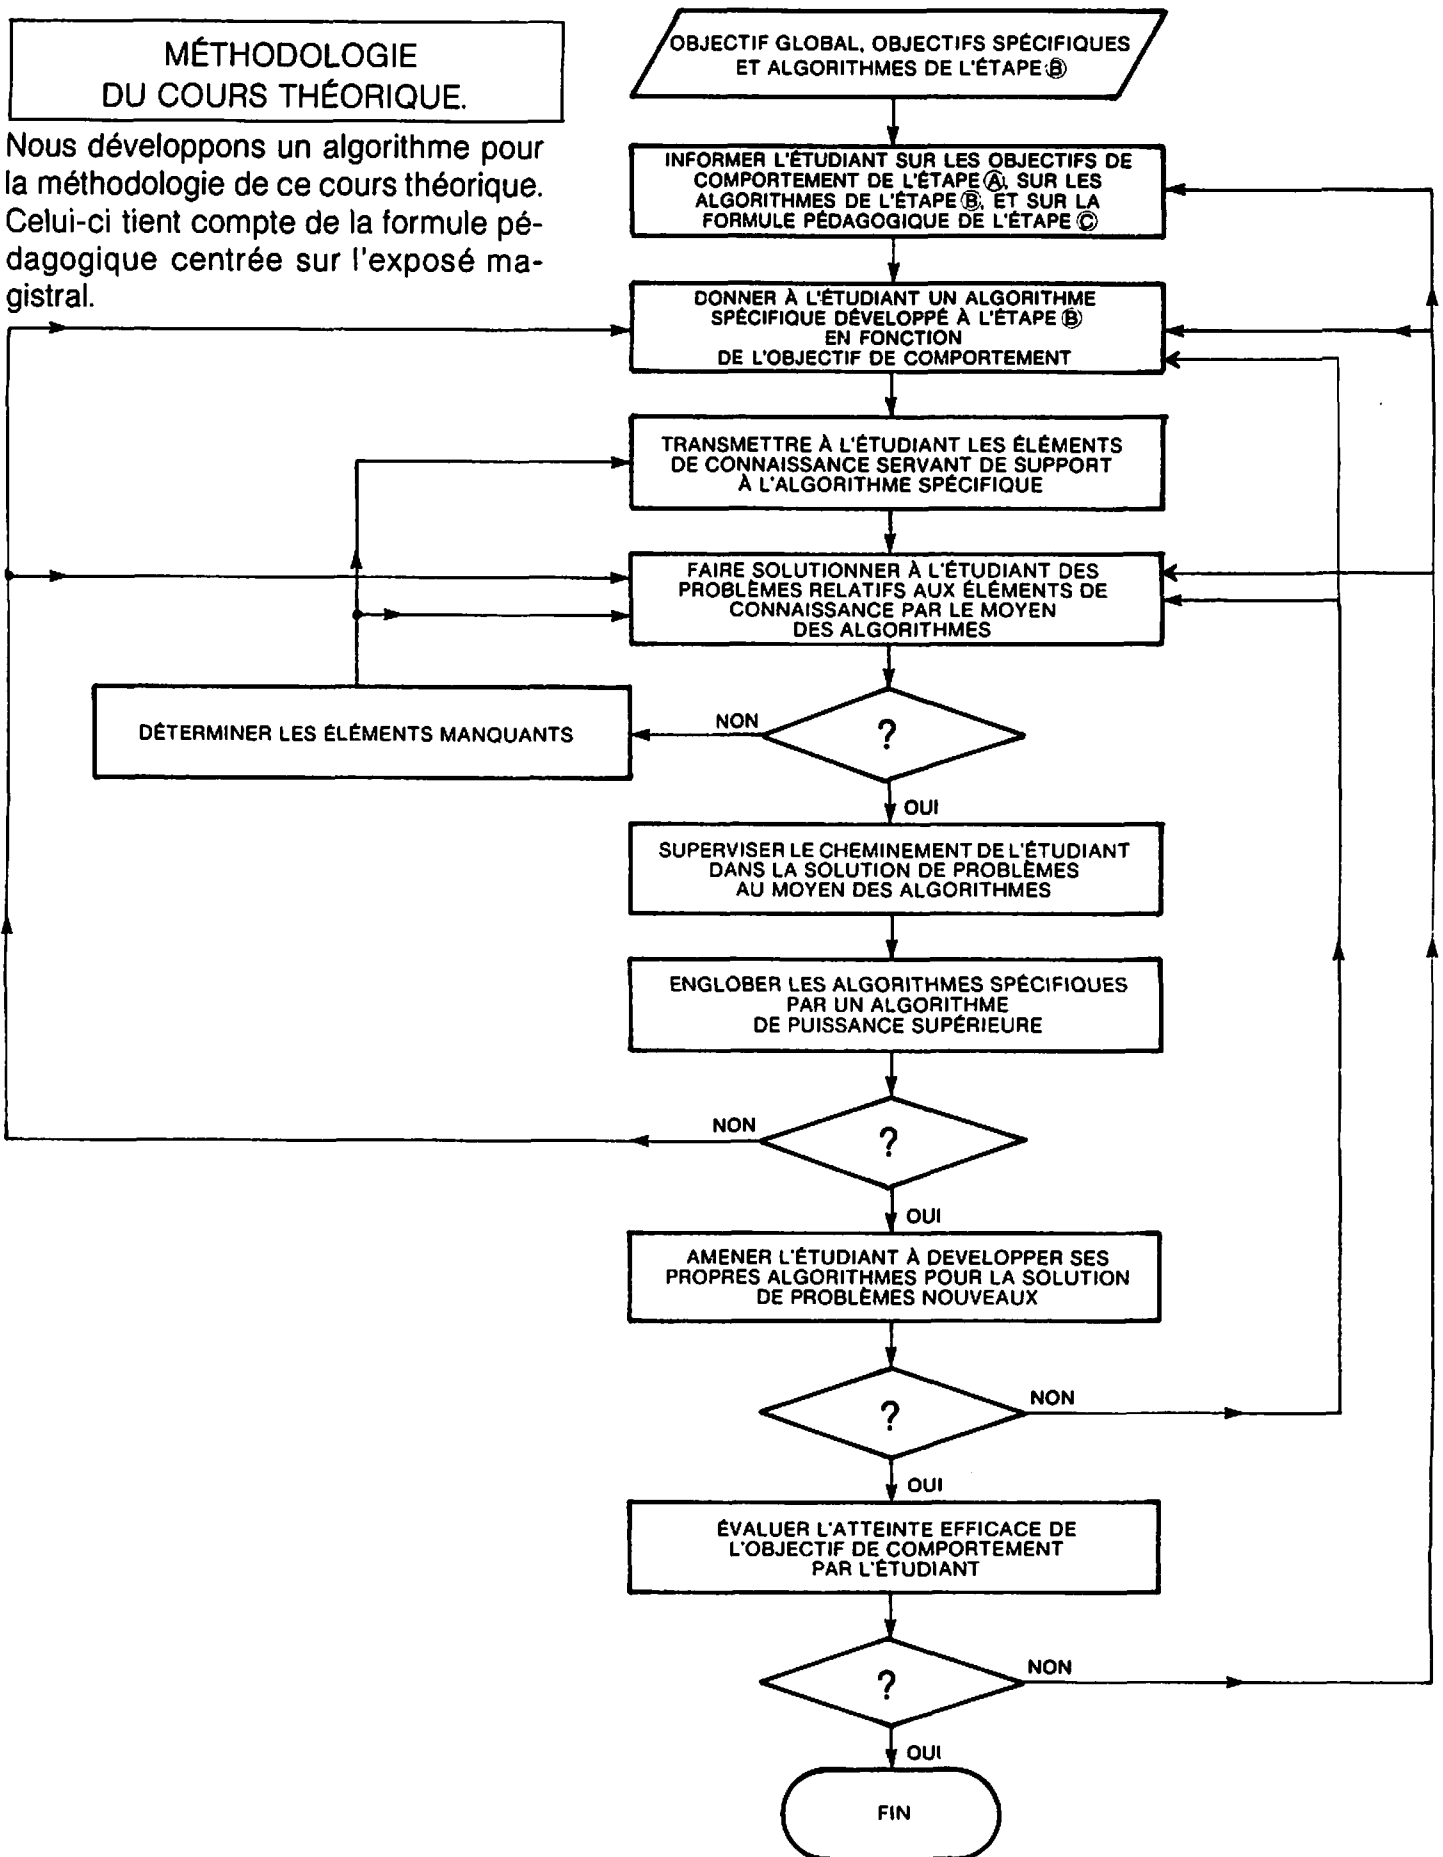 MÉTHODOLOGIE
DU COURS THÉORIQUE.
Nous développons un algorithme pour
la méthodologie de ce cours théorique.
Celui-ci tient compte de la formule pé-
dagogique centrée sur l'exposé ma-
gistral.
OBJECTIF GLOBAL, OBJECTIFS SPÉCIFIQUES
ET ALGORITHMES DE L'ÉTAPE Ⓑ
INFORMER L'ÉTUDIANT SUR LES OBJECTIFS DE
COMPORTEMENT DE L'ÉTAPE Ⓐ, SUR LES
ALGORITHMES DE L'ÉTAPE Ⓑ, ET SUR LA
FORMULE PÉDAGOGIQUE DE L'ÉTAPE Ⓒ
DONNER À L'ÉTUDIANT UN ALGORITHME
SPÉCIFIQUE DÉVELOPPÉ À L'ÉTAPE Ⓑ
EN FONCTION
DE L'OBJECTIF DE COMPORTEMENT
TRANSMETTRE À L'ÉTUDIANT LES ÉLÉMENTS
DE CONNAISSANCE SERVANT DE SUPPORT
À L'ALGORITHME SPÉCIFIQUE
FAIRE SOLUTIONNER À L'ÉTUDIANT DES
PROBLÈMES RELATIFS AUX ÉLÉMENTS DE
CONNAISSANCE PAR LE MOYEN
DES ALGORITHMES
?
NON
DÉTERMINER LES ÉLÉMENTS MANQUANTS
OUI
SUPERVISER LE CHEMINEMENT DE L'ÉTUDIANT
DANS LA SOLUTION DE PROBLÈMES
AU MOYEN DES ALGORITHMES
ENGLOBER LES ALGORITHMES SPÉCIFIQUES
PAR UN ALGORITHME
DE PUISSANCE SUPÉRIEURE
NON
?
OUI
AMENER L'ÉTUDIANT À DEVELOPPER SES
PROPRES ALGORITHMES POUR LA SOLUTION
DE PROBLÈMES NOUVEAUX
?
NON
OUI
ÉVALUER L'ATTEINTE EFFICACE DE
L'OBJECTIF DE COMPORTEMENT
PAR L'ÉTUDIANT
?
NON
OUI
FIN